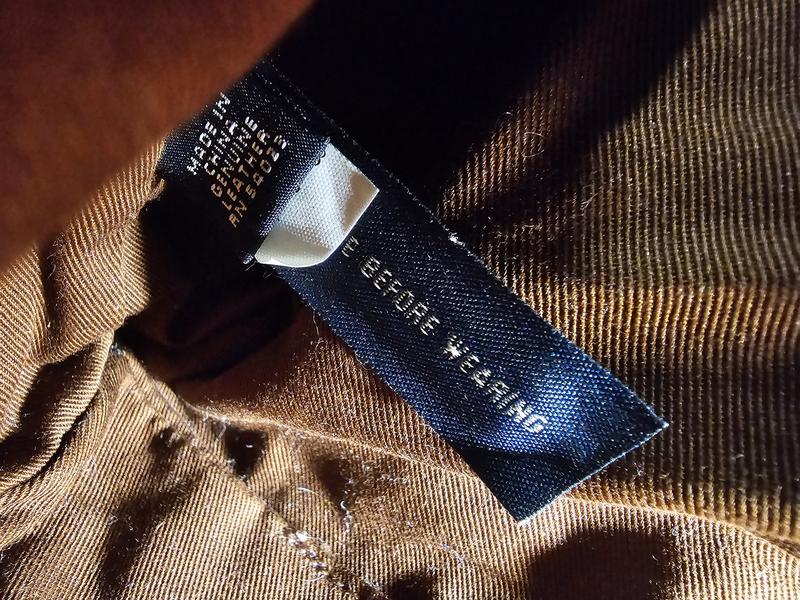 MADE IN
CHINA
GENUINE
LEATHER
RN 54023
BEFORE WEARING